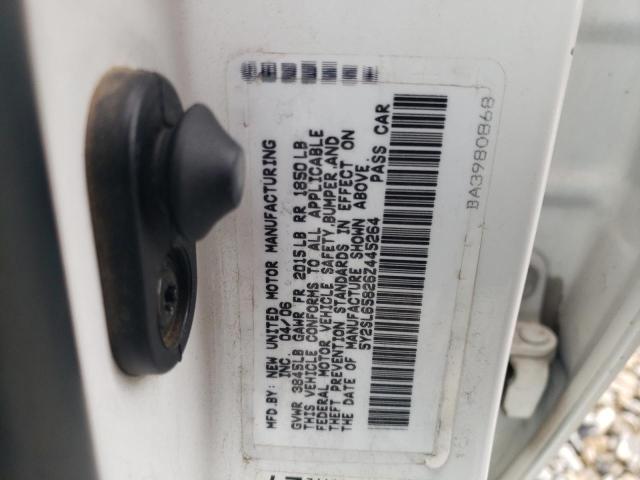 MFD.BY: NEW UNITED MOTOR MANUFACTURING
INC. 04/06
GVWR 3845LB GAWR FR 2015LB RR 1850LB
THIS VEHICLE CONFORMS TO ALL APPLICABLE
FEDERAL MOTOR VEHICLE SAFETY,BUMPER,AND
THEFT PREVENTION STANDARDS IN EFFECT ON
THE DATE OF MANUFACTURE SHOWN ABOVE.
5Y2SL65826Z445264 PASS CAR
BA3980B68